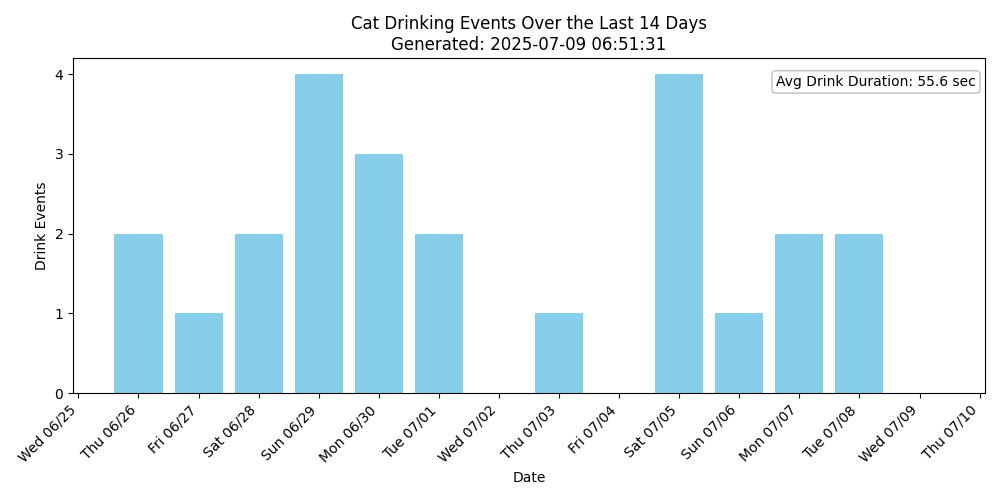 Cat Drinking Events Over the Last 14 Days
Generated: 2025-07-09 06:51:31
Avg Drink Duration: 55.6 sec
Drink Events
4
3
2
1
0
Wed 06/25
Thu 06/26
Fri 06/27
Sat 06/28
Sun 06/29
Mon 06/30
Tue 07/01
Wed 07/02
Thu 07/03
Fri 07/04
Sat 07/05
Sun 07/06
Mon 07/07
Tue 07/08
Wed 07/09
Thu 07/10
Date